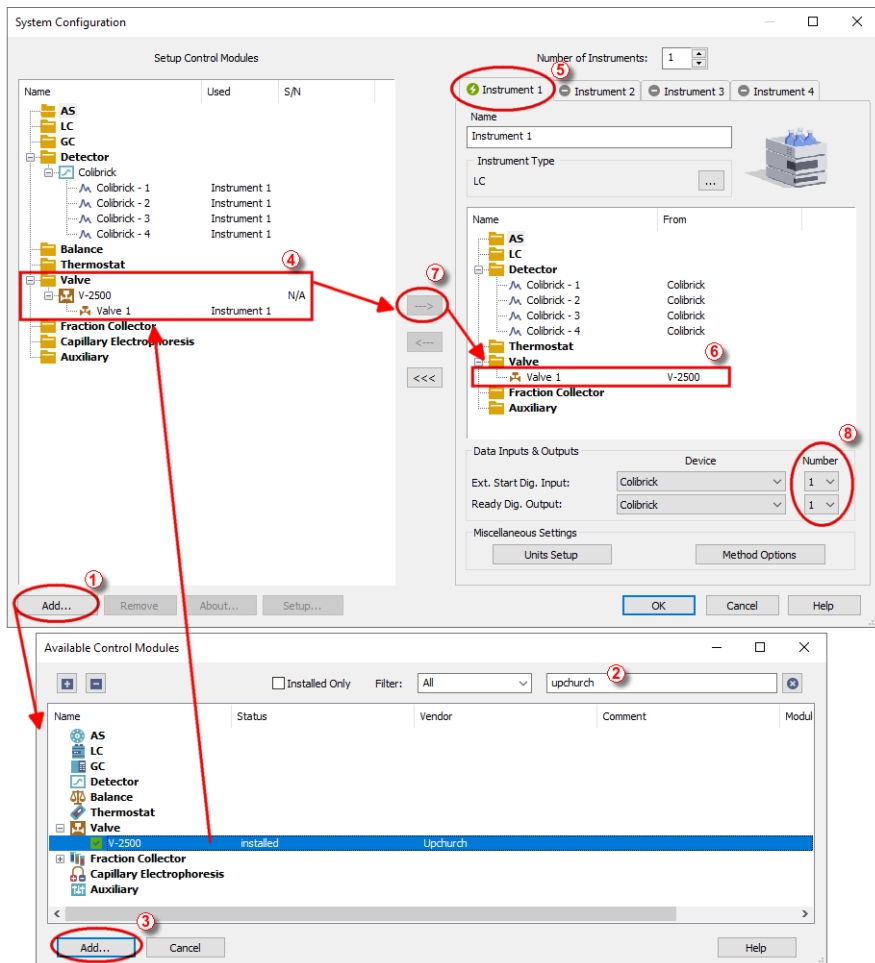 System Configuration
Setup Control Modules
Number of Instruments: 1
Name Used S/N
AS
LC
GC
Detector
Colibrick
Colibrick - 1 Instrument 1
Colibrick - 2 Instrument 1
Colibrick - 3 Instrument 1
Colibrick - 4 Instrument 1
Balance
Thermostat
4
Valve
V-2500 N/A
Valve 1 Instrument 1
Fraction Collector
Capillary Electrophoresis
Auxiliary
7
--->
<---
<<<
5
Instrument 1 Instrument 2 Instrument 3 Instrument 4
Name
Instrument 1
Instrument Type
LC ...
Name From
AS
LC
Detector
Colibrick - 1 Colibrick
Colibrick - 2 Colibrick
Colibrick - 3 Colibrick
Colibrick - 4 Colibrick
Thermostat
6
Valve
Valve 1 V-2500
Fraction Collector
Auxiliary
8
Data Inputs & Outputs
Device Number
Ext. Start Dig. Input: Colibrick 1
Ready Dig. Output: Colibrick 1
Miscellaneous Settings
Units Setup Method Options
1
Add... Remove About... Setup... OK Cancel Help
Available Control Modules
2
Installed Only Filter: All upchurch
Name Status Vendor Comment Modul
AS
LC
GC
Detector
Balance
Thermostat
Valve
V-2500 installed Upchurch
Fraction Collector
Capillary Electrophoresis
Auxiliary
3
Add... Cancel Help